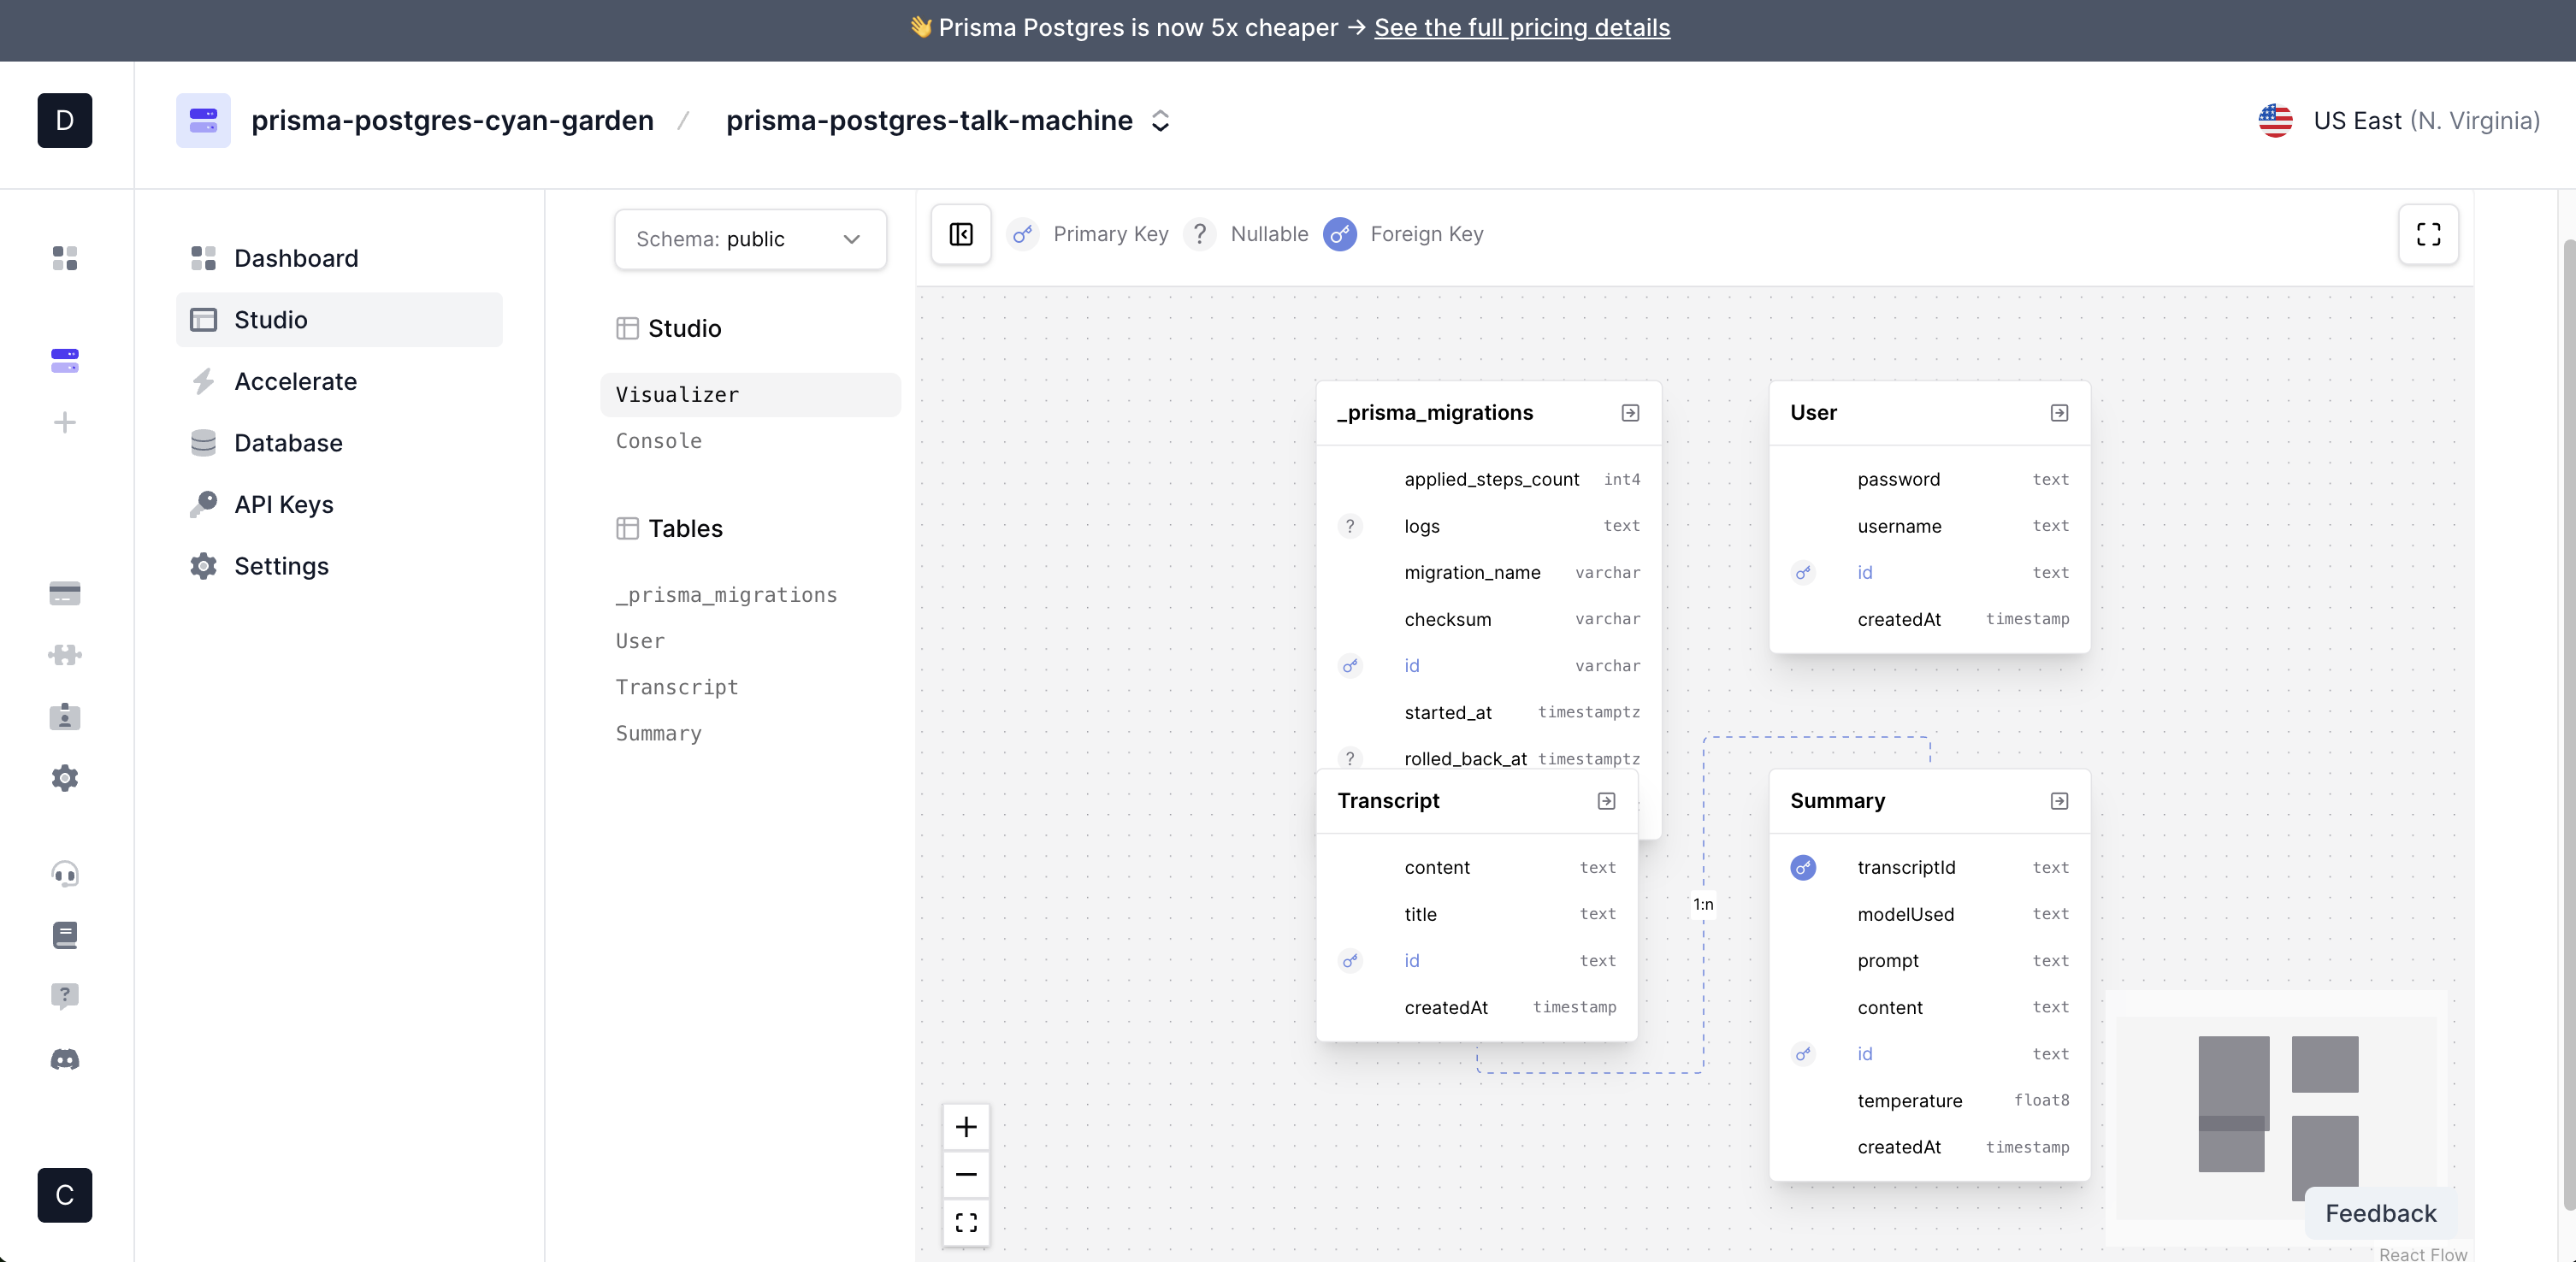 👋 Prisma Postgres is now 5x cheaper → See the full pricing details
D
prisma-postgres-cyan-garden / prisma-postgres-talk-machine
US East (N. Virginia)
Dashboard
Studio
Accelerate
Database
API Keys
Settings
C
Schema: public
Studio
Visualizer
Console
Tables
_prisma_migrations
User
Transcript
Summary
Primary Key ? Nullable Foreign Key
_prisma_migrations
applied_steps_count int4
? logs text
migration_name varchar
checksum varchar
id varchar
started_at timestamptz
? rolled_back_at timestamptz
User
password text
username text
id text
createdAt timestamp
Transcript
content text
title text
id text
createdAt timestamp
1:n
Summary
transcriptId text
modelUsed text
prompt text
content text
id text
temperature float8
createdAt timestamp
Feedback
React Flow